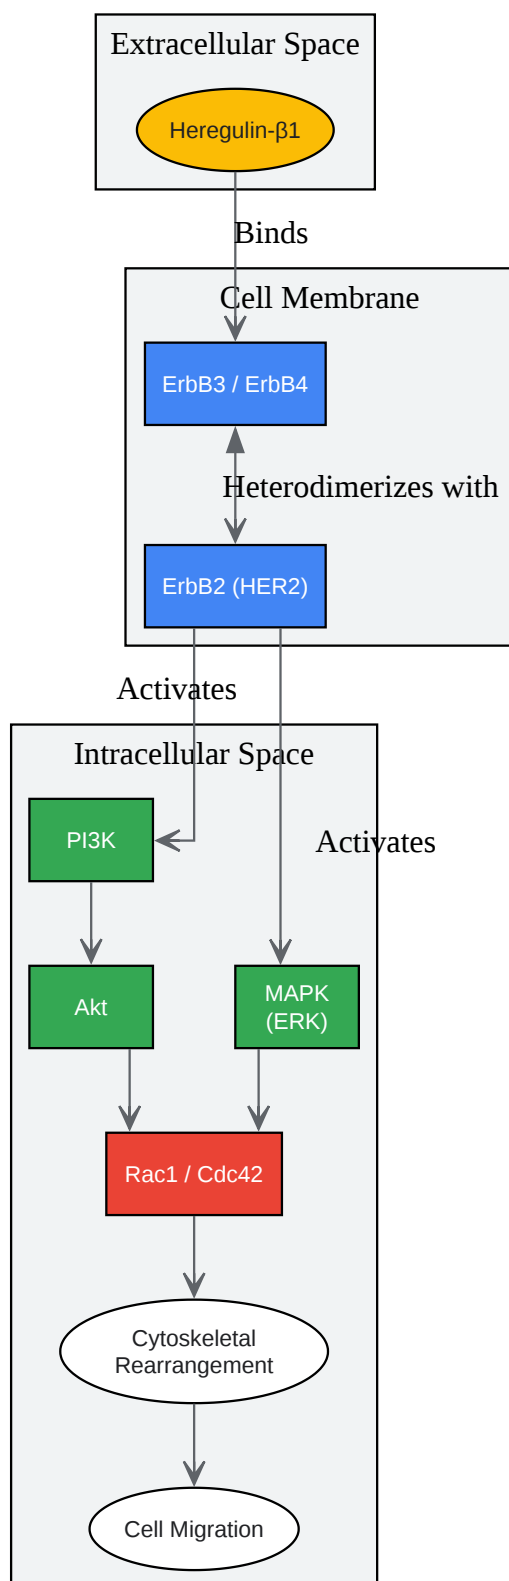 Extracellular Space
Heregulin-β1
Binds
Cell Membrane
ErbB3 / ErbB4
Heterodimerizes with
ErbB2 (HER2)
Activates
Intracellular Space
PI3K
Activates
Akt
MAPK
(ERK)
Rac1 / Cdc42
Cytoskeletal
Rearrangement
Cell Migration